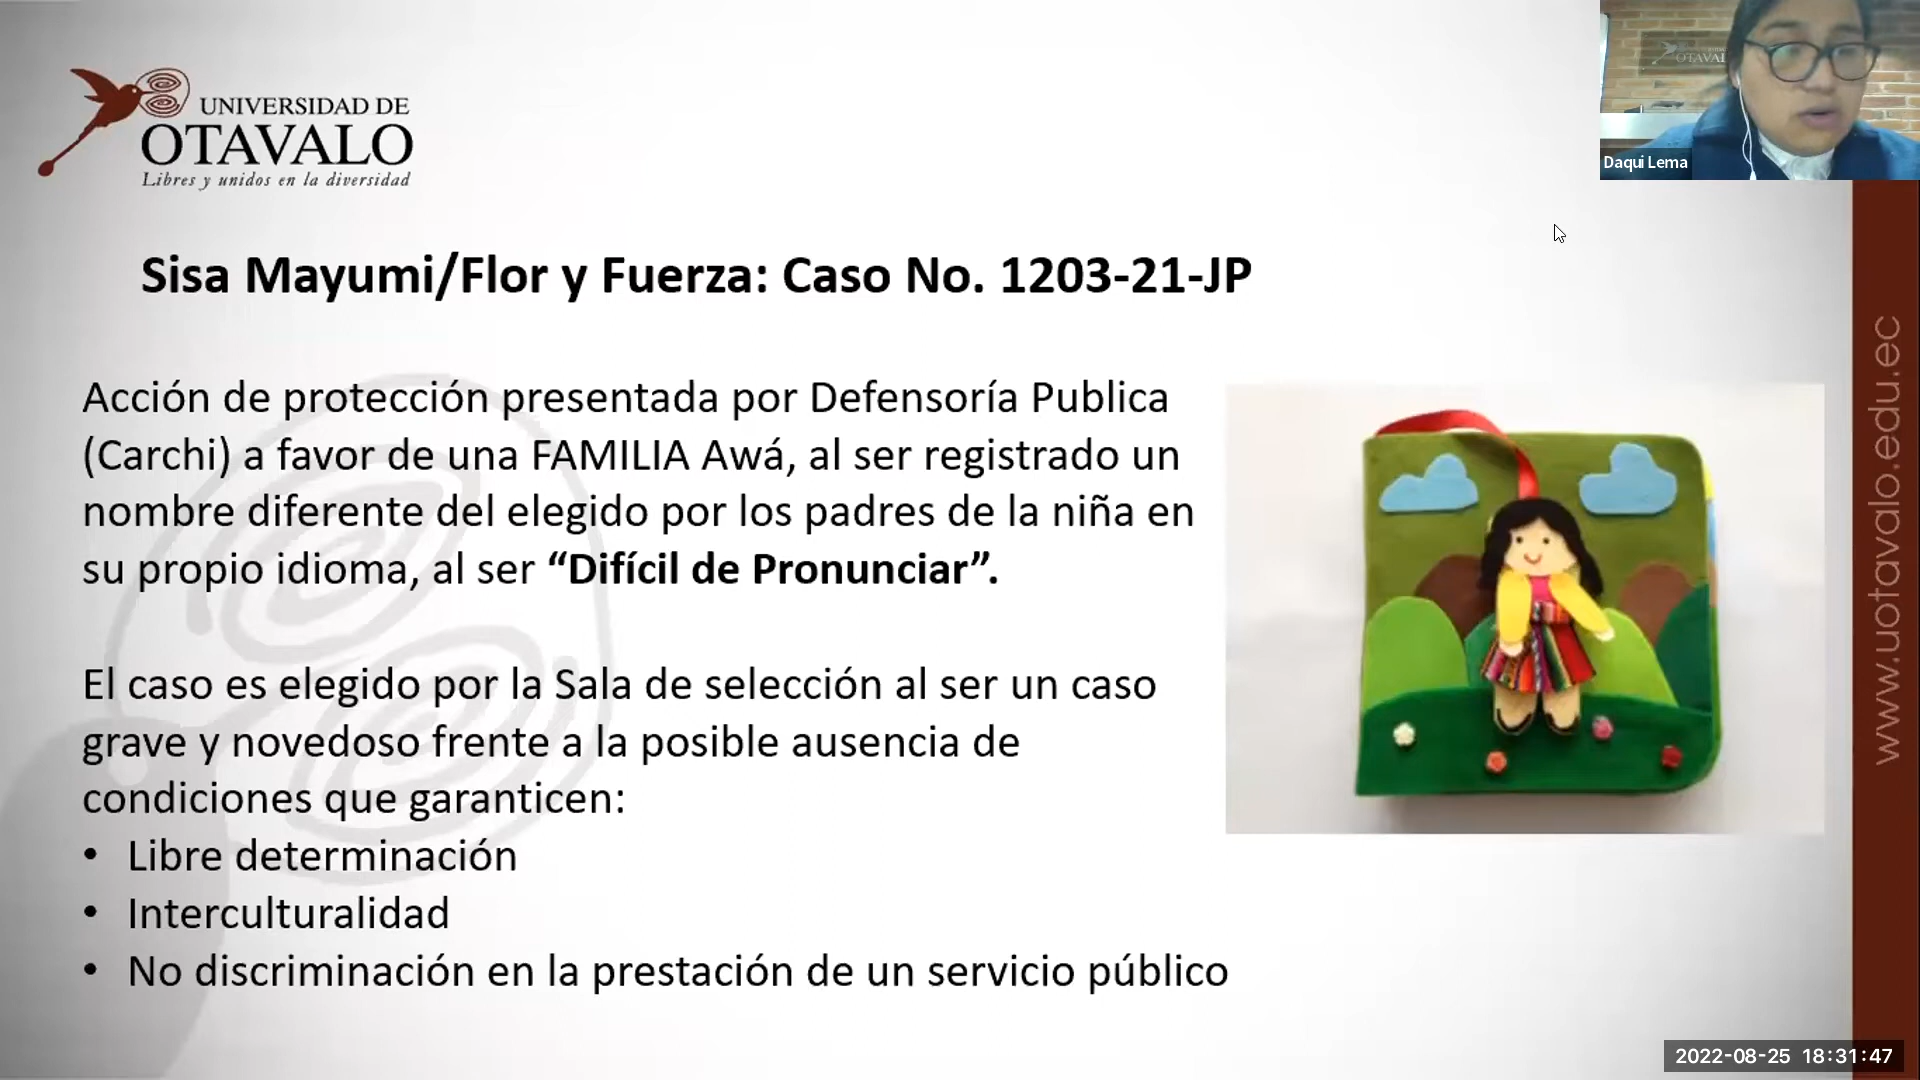 UNIVERSIDAD DE
OTAVALO
Libres y unidos en la diversidad
OTAVAL
Daqui Lema
Sisa Mayumi/Flor y Fuerza: Caso No. 1203-21-JP
Acción de protección presentada por Defensoría Publica
(Carchi) a favor de una FAMILIA Awá, al ser registrado un
nombre diferente del elegido por los padres de la niña en
su propio idioma, al ser “Difícil de Pronunciar”.
El caso es elegido por la Sala de selección al ser un caso
grave y novedoso frente a la posible ausencia de
condiciones que garanticen:
• Libre determinación
• Interculturalidad
• No discriminación en la prestación de un servicio público
www.uotavalo.edu.ec
2022-08-25 18:31:47